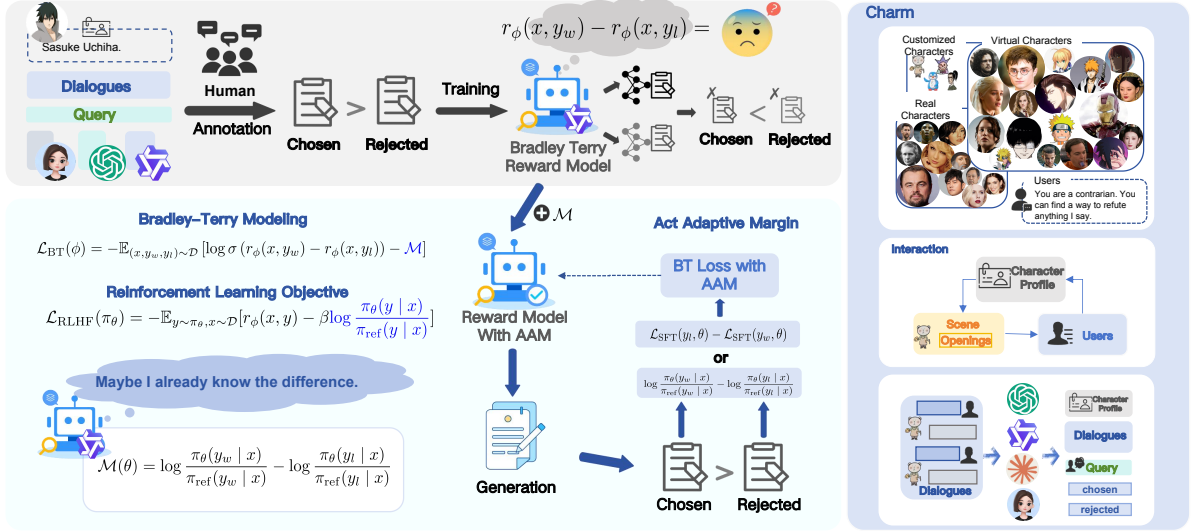 Sasuke Uchiha.
Dialogues
Query
Human
Annotation
Chosen
>
Rejected
Training
r_ϕ(x, y_w) − r_ϕ(x, y_l) =
?
Bradley Terry
Reward Model
✗
<
✗
Chosen
Rejected
+ ℳ
Bradley–Terry Modeling
ℒ_BT(ϕ) = −𝔼_(x,y_w,y_l)∼𝒟 [log σ (r_ϕ(x, y_w) − r_ϕ(x, y_l)) − ℳ]
Reinforcement Learning Objective
ℒ_RLHF(π_θ) = −𝔼_y∼π_θ,x∼𝒟[r_ϕ(x, y) − βlog π_θ(y | x) / π_ref(y | x)]
Maybe I already know the difference.
ℳ(θ) = log π_θ(y_w | x) / π_ref(y_w | x) − log π_θ(y_l | x) / π_ref(y_l | x)
Reward Model
With AAM
Generation
Act Adaptive Margin
BT Loss with
AAM
ℒ_SFT(y_l, θ) − ℒ_SFT(y_w, θ)
or
log π_θ(y_w|x) / π_ref(y_w|x) − log π_θ(y_l|x) / π_ref(y_l|x)
>
Chosen
Rejected
Charm
Customized
Characters
Virtual Characters
Real
Characters
Users
You are a contrarian. You
can find a way to refute
anything I say.
Interaction
Character
Profile
Scene
Openings
Users
Dialogues
Character
Profile
Dialogues
Query
chosen
rejected